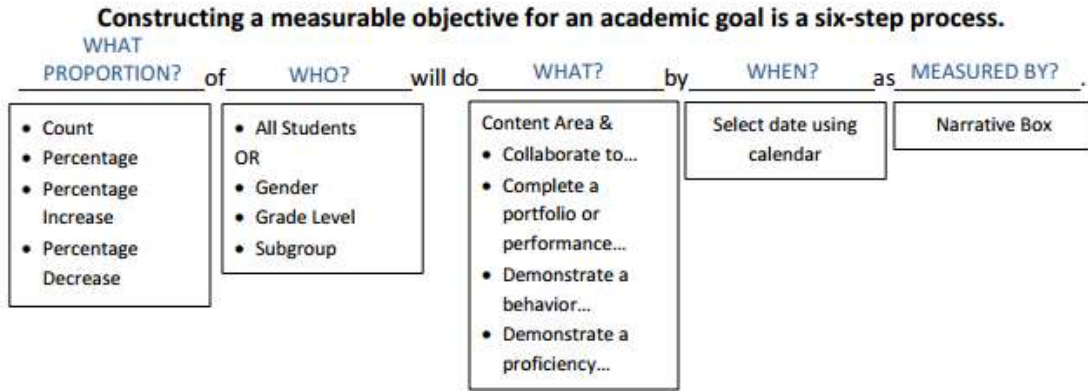 Constructing a measurable objective for an academic goal is a six-step process.
WHAT
PROPORTION? of WHO? will do WHAT? by WHEN? as MEASURED BY? .
• Count
• Percentage
• Percentage
Increase
• Percentage
Decrease
• All Students
OR
• Gender
• Grade Level
• Subgroup
Content Area &
• Collaborate to...
• Complete a
portfolio or
performance...
• Demonstrate a
behavior...
• Demonstrate a
proficiency...
Select date using
calendar
Narrative Box